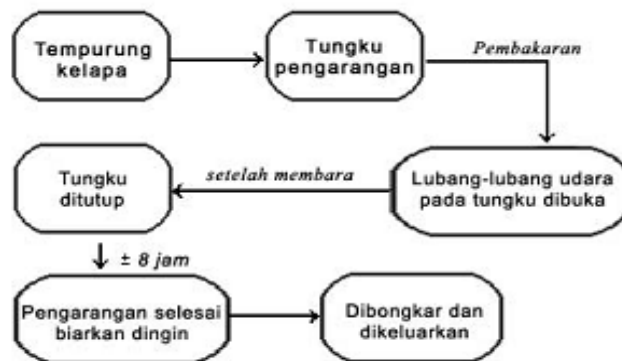 Tempurung
kelapa
Tungku
pengarangan
Pembakaran
Lubang-lubang udara
pada tungku dibuka
setelah membara
Tungku
ditutup
± 8 jam
Pengarangan selesai
biarkan dingin
Dibongkar dan
dikeluarkan